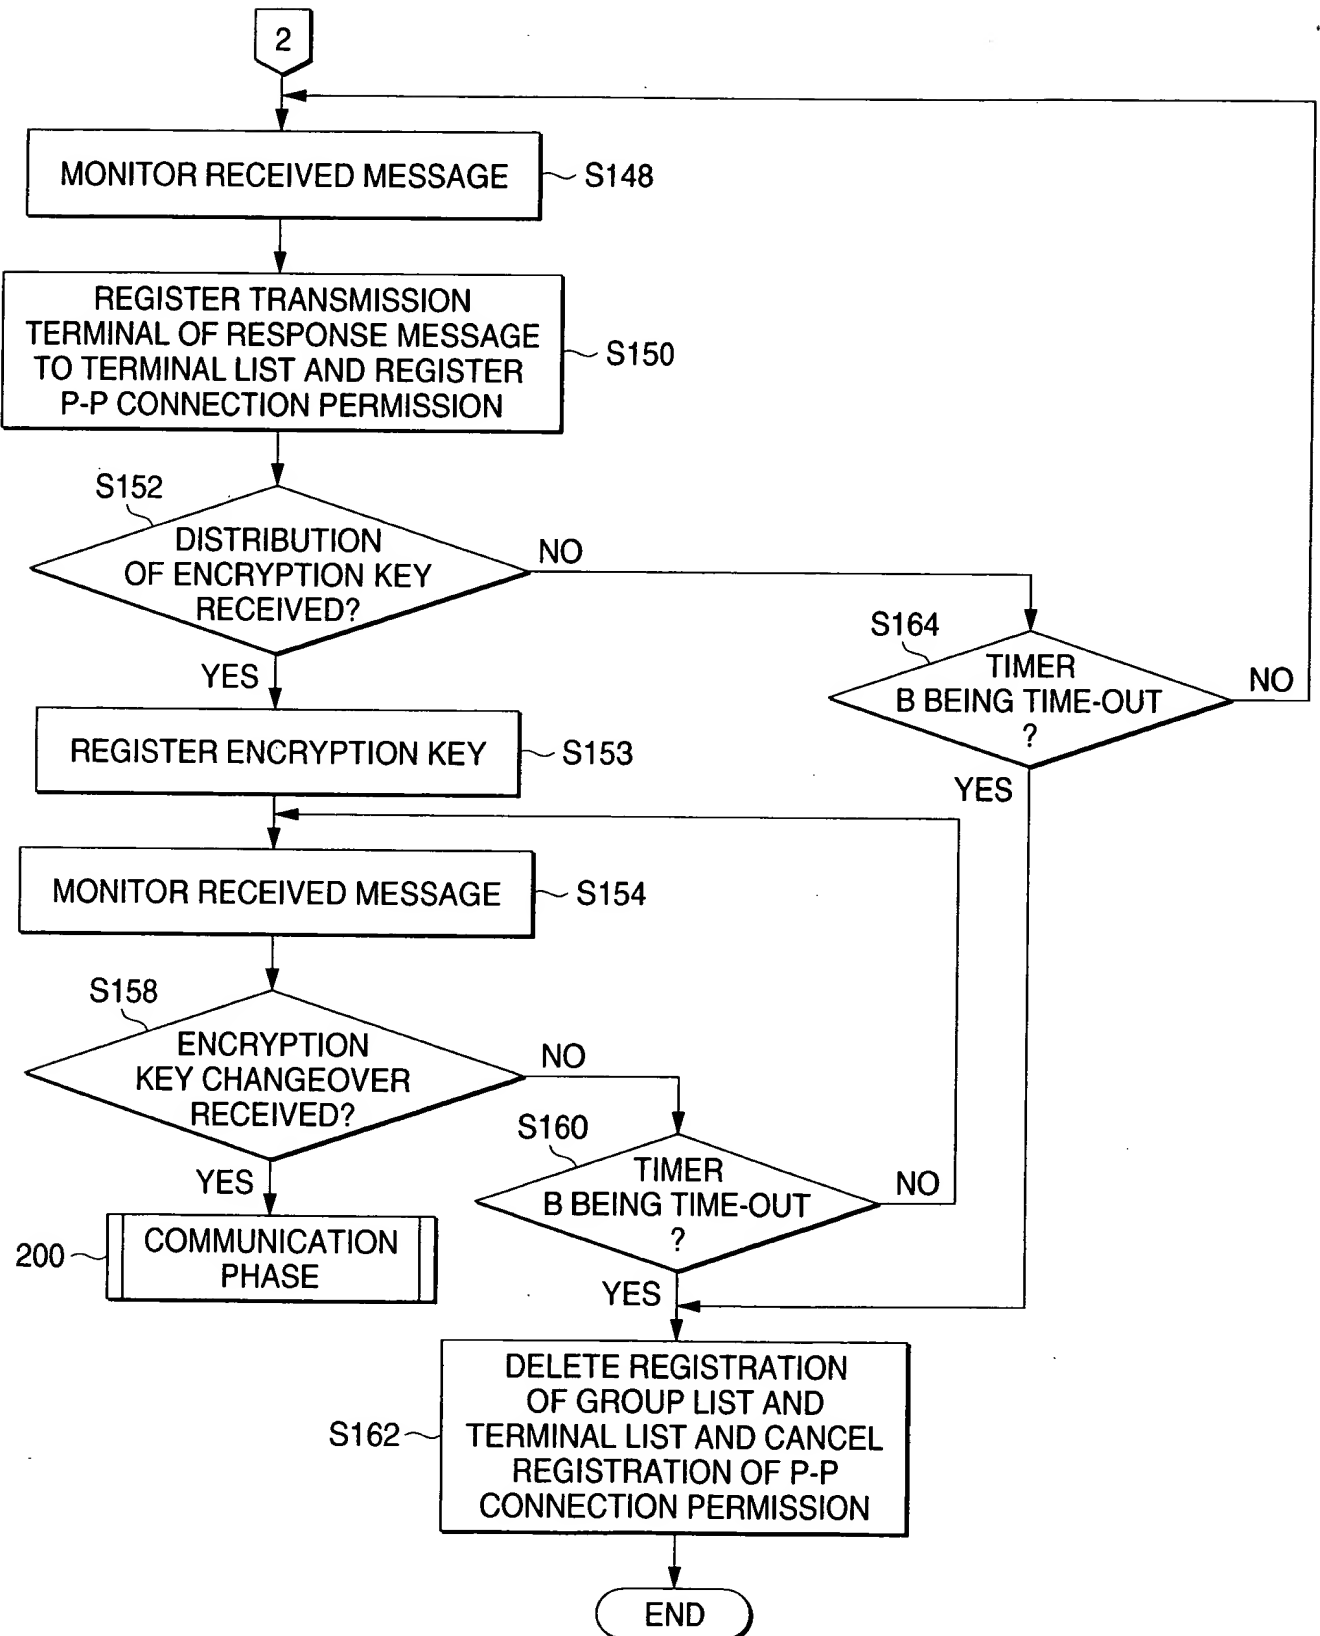 2
MONITOR RECEIVED MESSAGE
S148
REGISTER TRANSMISSION
TERMINAL OF RESPONSE MESSAGE
TO TERMINAL LIST AND REGISTER
P-P CONNECTION PERMISSION
S150
S152
DISTRIBUTION
OF ENCRYPTION KEY
RECEIVED?
NO
YES
S164
TIMER
B BEING TIME-OUT
?
NO
YES
REGISTER ENCRYPTION KEY
S153
MONITOR RECEIVED MESSAGE
S154
S158
ENCRYPTION
KEY CHANGEOVER
RECEIVED?
NO
YES
S160
TIMER
B BEING TIME-OUT
?
NO
YES
200
COMMUNICATION
PHASE
S162
DELETE REGISTRATION
OF GROUP LIST AND
TERMINAL LIST AND CANCEL
REGISTRATION OF P-P
CONNECTION PERMISSION
END